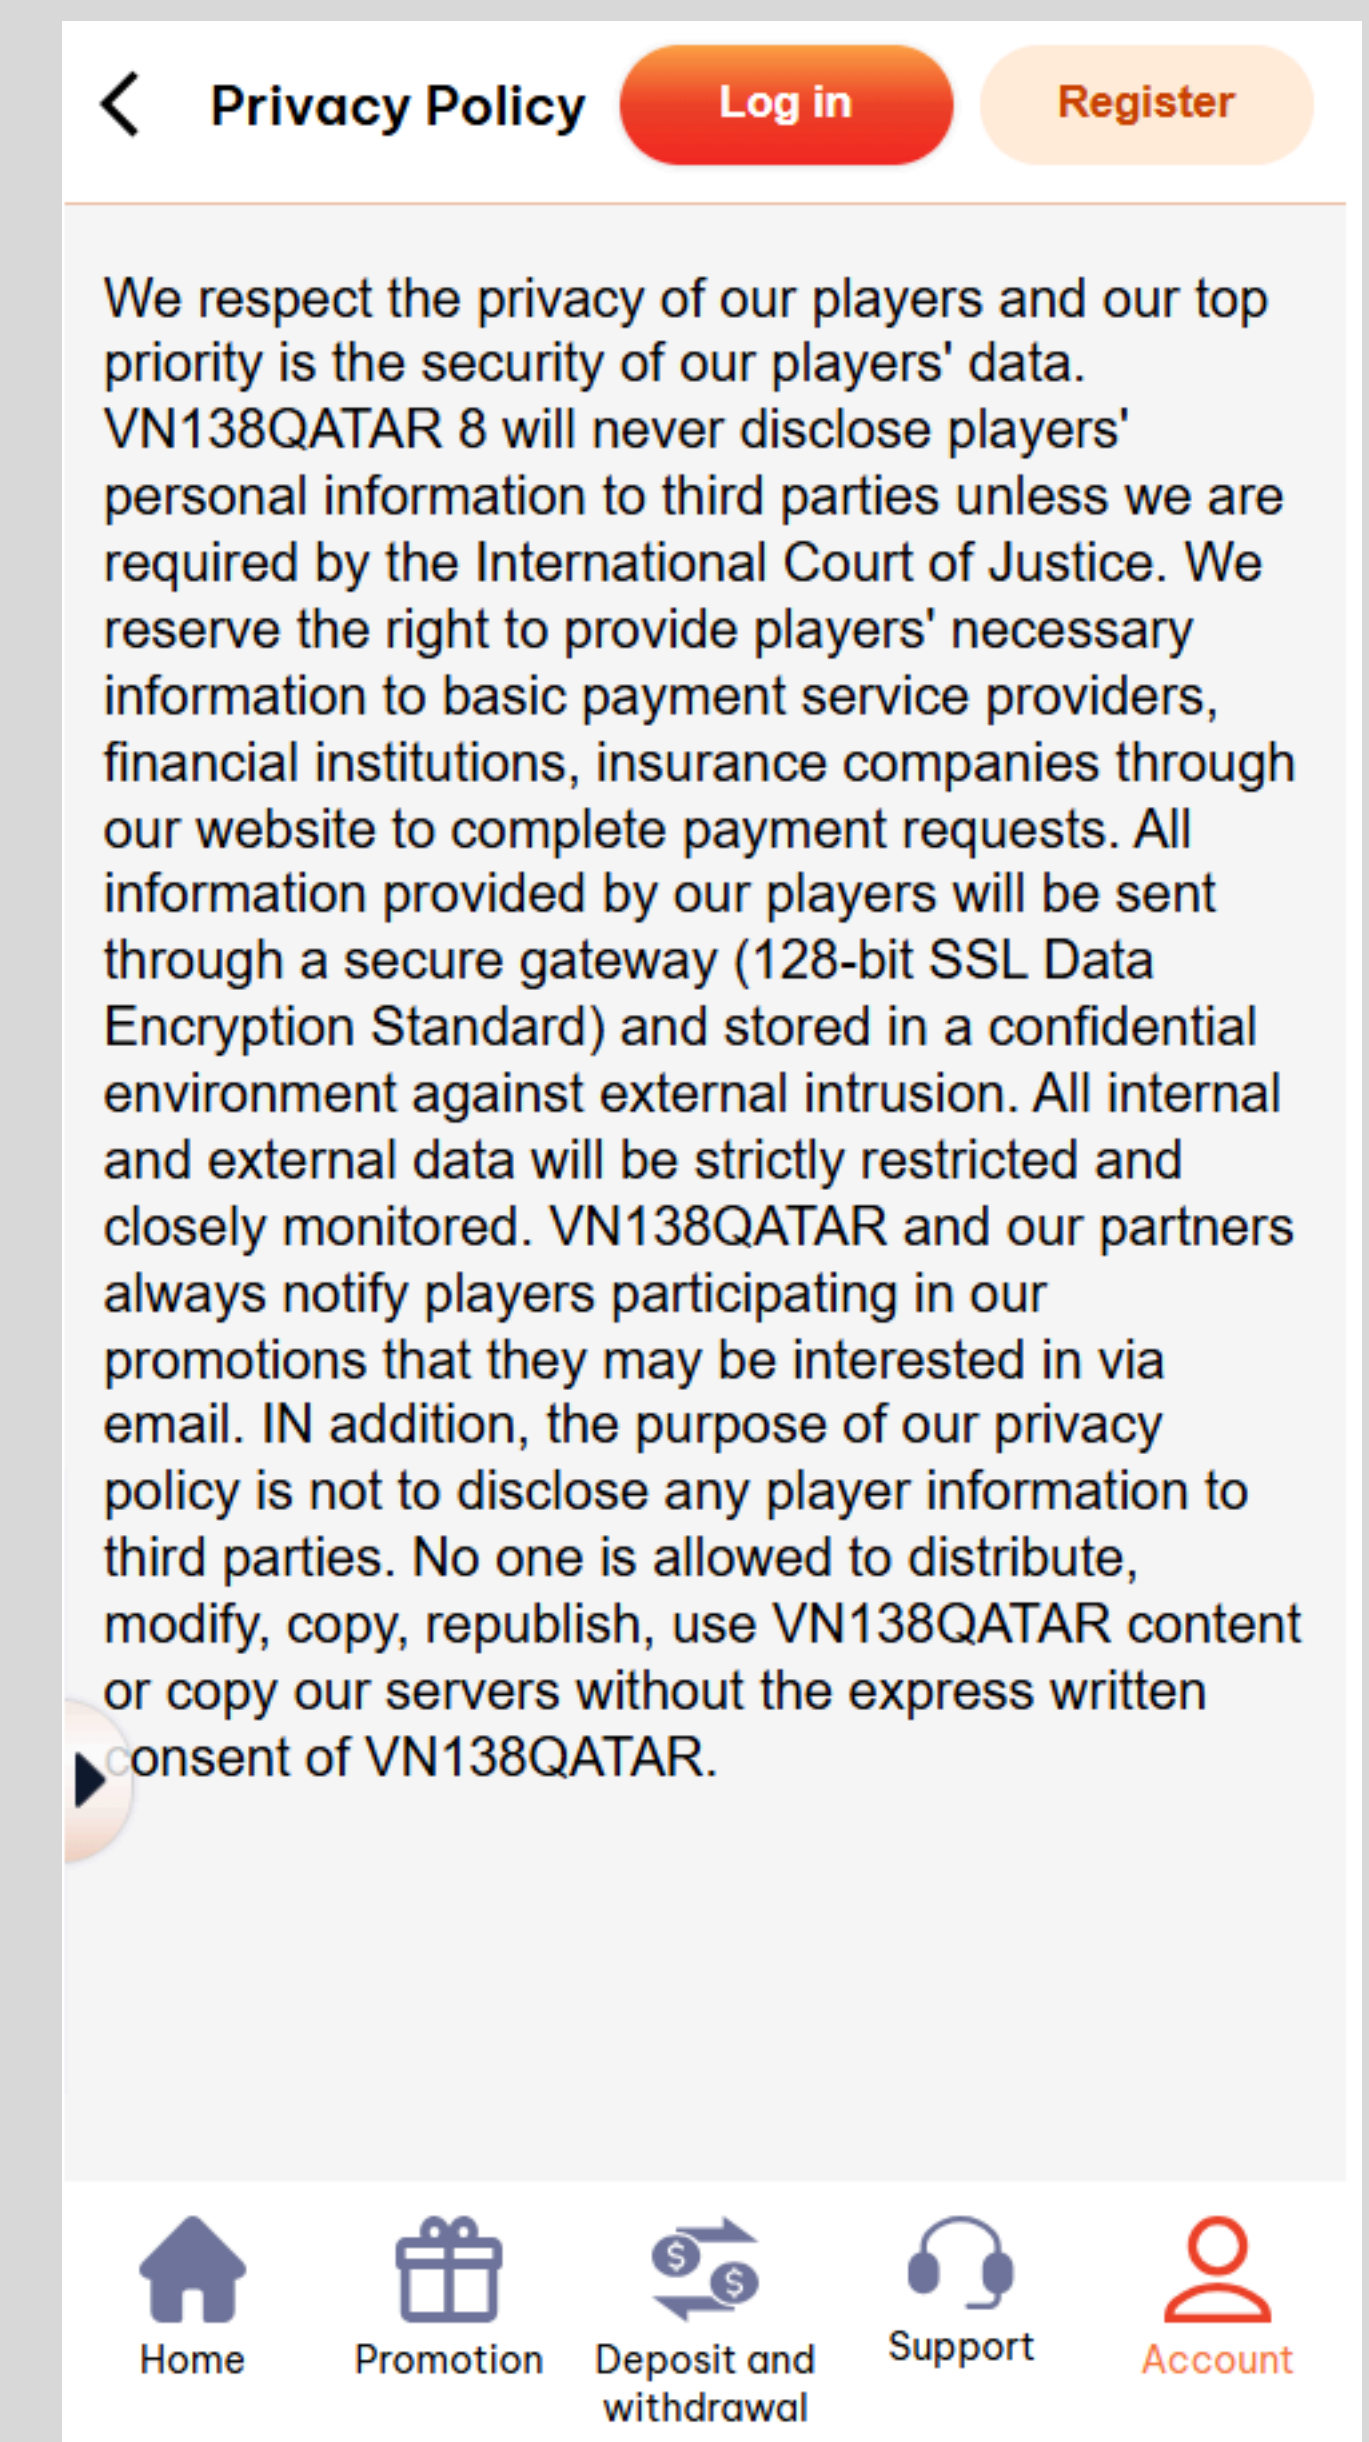 Privacy Policy
Log in
Register
We respect the privacy of our players and our top
priority is the security of our players' data.
VN138QATAR 8 will never disclose players'
personal information to third parties unless we are
required by the International Court of Justice. We
reserve the right to provide players' necessary
information to basic payment service providers,
financial institutions, insurance companies through
our website to complete payment requests. All
information provided by our players will be sent
through a secure gateway (128-bit SSL Data
Encryption Standard) and stored in a confidential
environment against external intrusion. All internal
and external data will be strictly restricted and
closely monitored. VN138QATAR and our partners
always notify players participating in our
promotions that they may be interested in via
email. IN addition, the purpose of our privacy
policy is not to disclose any player information to
third parties. No one is allowed to distribute,
modify, copy, republish, use VN138QATAR content
or copy our servers without the express written
consent of VN138QATAR.
Home
Promotion
Deposit and
withdrawal
Support
Account